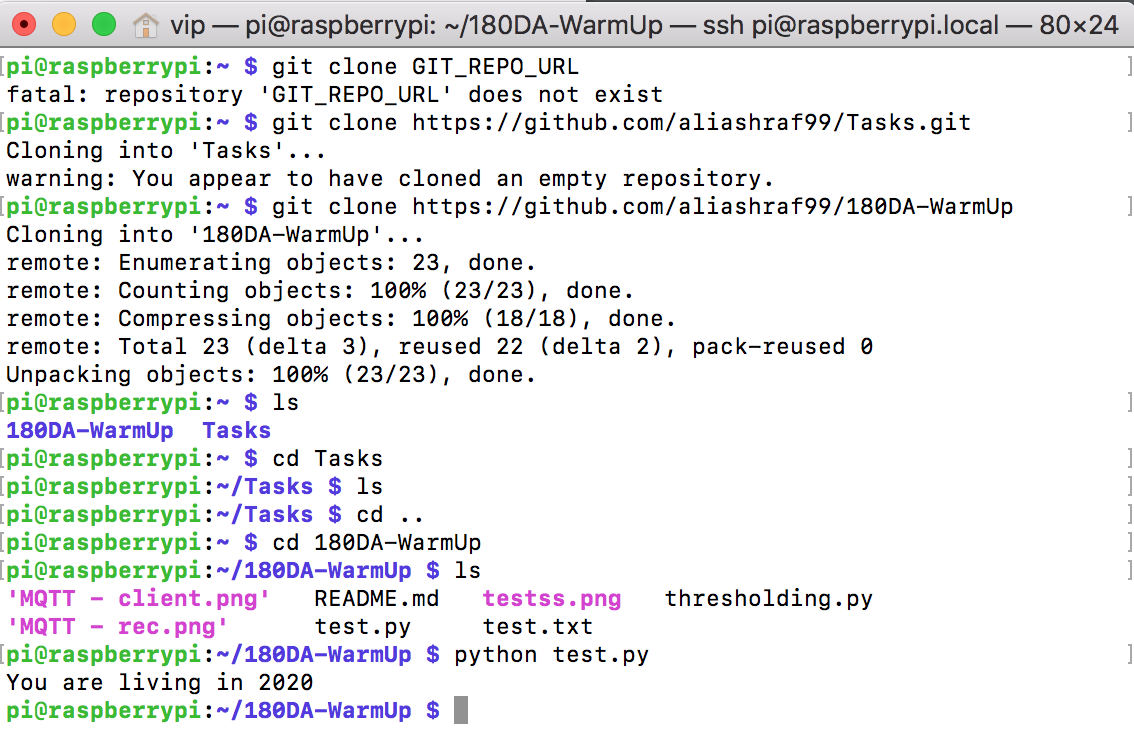 vip — pi@raspberrypi: ~/180DA-WarmUp — ssh pi@raspberrypi.local — 80×24
[pi@raspberrypi:~ $ git clone GIT_REPO_URL ]
fatal: repository 'GIT_REPO_URL' does not exist
[pi@raspberrypi:~ $ git clone https://github.com/aliashraf99/Tasks.git ]
Cloning into 'Tasks'...
warning: You appear to have cloned an empty repository.
[pi@raspberrypi:~ $ git clone https://github.com/aliashraf99/180DA-WarmUp ]
Cloning into '180DA-WarmUp'...
remote: Enumerating objects: 23, done.
remote: Counting objects: 100% (23/23), done.
remote: Compressing objects: 100% (18/18), done.
remote: Total 23 (delta 3), reused 22 (delta 2), pack-reused 0
Unpacking objects: 100% (23/23), done.
[pi@raspberrypi:~ $ ls ]
180DA-WarmUp  Tasks
[pi@raspberrypi:~ $ cd Tasks ]
[pi@raspberrypi:~/Tasks $ ls ]
[pi@raspberrypi:~/Tasks $ cd .. ]
[pi@raspberrypi:~ $ cd 180DA-WarmUp ]
[pi@raspberrypi:~/180DA-WarmUp $ ls ]
'MQTT - client.png'   README.md   testss.png   thresholding.py
'MQTT - rec.png'      test.py     test.txt
[pi@raspberrypi:~/180DA-WarmUp $ python test.py ]
You are living in 2020
pi@raspberrypi:~/180DA-WarmUp $